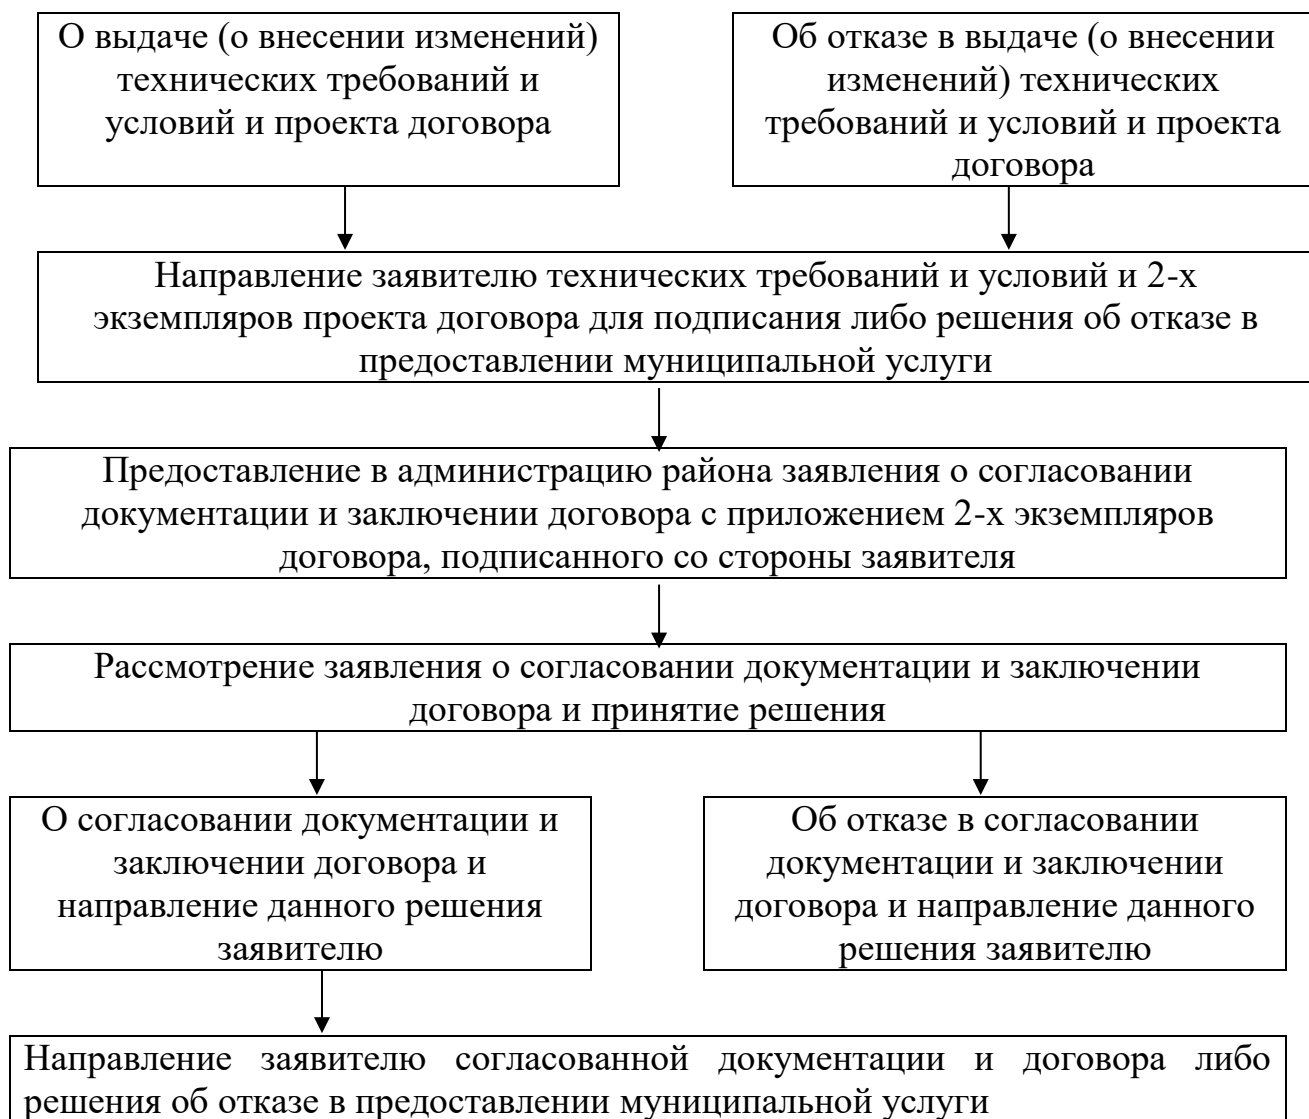 О выдаче (о внесении изменений)
технических требований и
условий и проекта договора
Об отказе в выдаче (о внесении
изменений) технических
требований и условий и проекта
договора
Направление заявителю технических требований и условий и 2-х
экземпляров проекта договора для подписания либо решения об отказе в
предоставлении муниципальной услуги
Предоставление в администрацию района заявления о согласовании
документации и заключении договора с приложением 2-х экземпляров
договора, подписанного со стороны заявителя
Рассмотрение заявления о согласовании документации и заключении
договора и принятие решения
О согласовании документации и
заключении договора и
направление данного решения
заявителю
Об отказе в согласовании
документации и заключении
договора и направление данного
решения заявителю
Направление заявителю согласованной документации и договора либо
решения об отказе в предоставлении муниципальной услуги